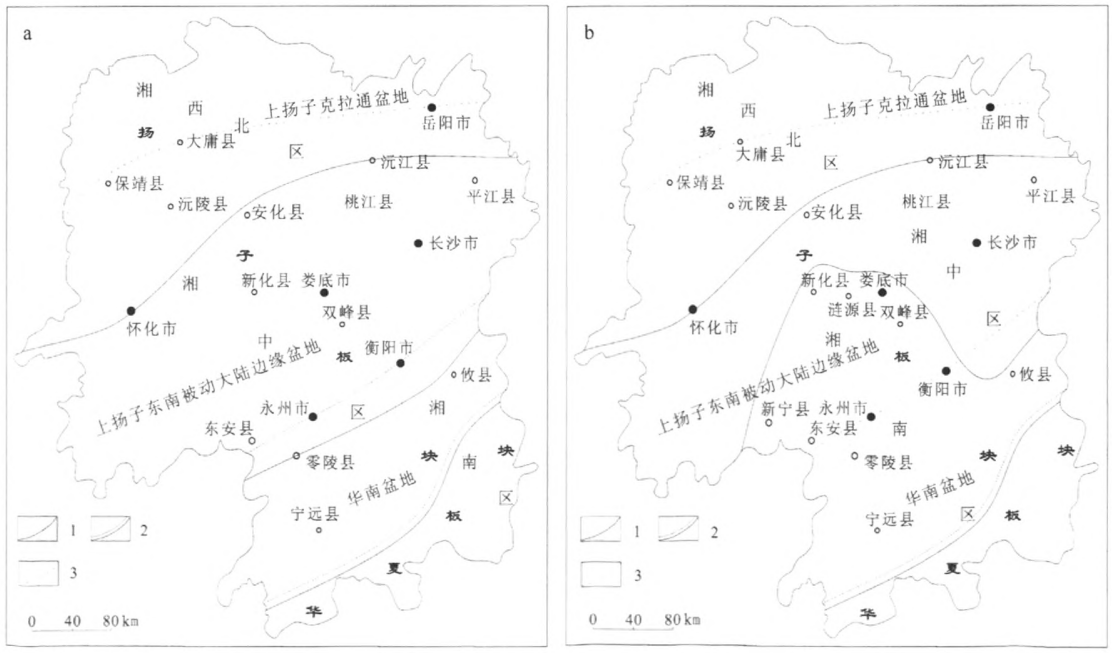 a
湘
西
北
区
上扬子克拉通盆地
岳阳市
扬
大庸县
沅江县
保靖县
沅陵县
安化县
桃江县
平江县
长沙市
子
湘
新化县
娄底市
怀化市
双峰县
中
板
衡阳市
上扬子东南被动大陆边缘盆地
攸县
永州市
区
湘
东安县
块
块
零陵县
南
华南盆地
区
宁远县
板
1
2
夏
3
华
0 40 80 km
b
湘
西
北
区
上扬子克拉通盆地
岳阳市
扬
大庸县
沅江县
保靖县
沅陵县
安化县
桃江县
平江县
湘
长沙市
子
中
新化县
娄底市
涟源县
双峰县
区
怀化市
湘
板
上扬子东南被动大陆边缘盆地
衡阳市
攸县
新宁县
永州市
东安县
南
块
块
零陵县
华南盆地
区
宁远县
板
1
2
夏
3
华
0 40 80 km